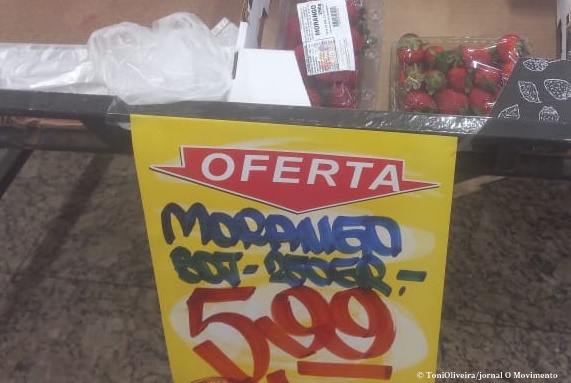 MORANGO
OFERTA
MORANGO
BDJ - 250GR -
5,99
© ToniOliveira/jornal O Movimento